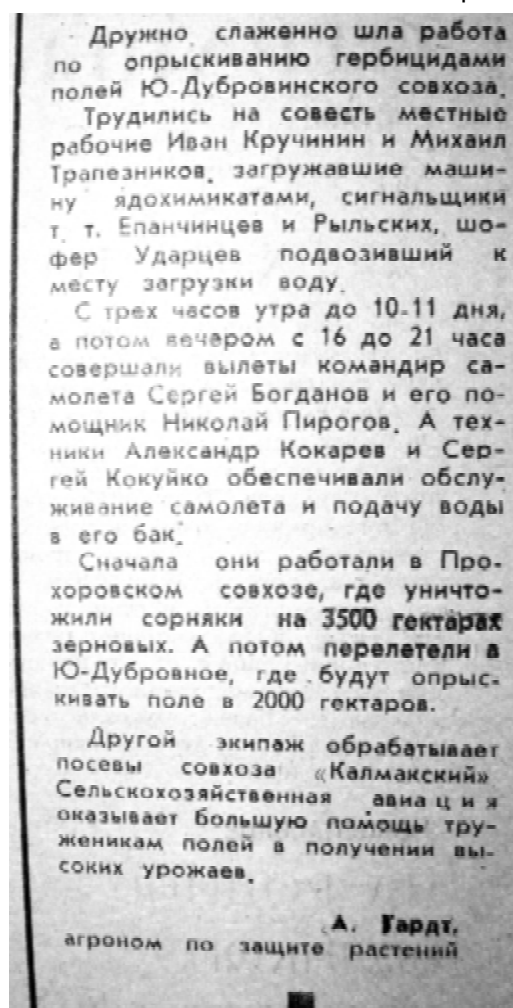 Дружно, слаженно шла работа
по опрыскиванию гербицидами
полей Ю-Дубровинского совхоза.
Трудились на совесть местные
рабочие Иван Кручинин и Михаил
Трапезников, загружавшие маши-
ну ядохимикатами, сигнальщики
т. т. Епанчинцев и Рыльских, шо-
фер Ударцев подвозивший к
месту загрузки воду.
С трех часов утра до 10-11 дня,
а потом вечером с 16 до 21 часа
совершали вылеты командир са-
молета Сергей Богданов и его по-
мощник Николай Пирогов. А тех-
ники Александр Кокарев и Сер-
гей Кокуйко обеспечивали обслу-
живание самолета и подачу воды
в его бак.
Сначала они работали в Про-
хоровском совхозе, где уничто-
жили сорняки на 3500 гектарах
зерновых. А потом перелетели в
Ю-Дубровное, где будут опрыс-
кивать поле в 2000 гектаров.
Другой экипаж обрабатывает
посевы совхоза «Калмакский»
Сельскохозяйственная авиация
оказывает большую помощь тру-
женикам полей в получении вы-
соких урожаев.
А. Гардт,
агроном по защите растений